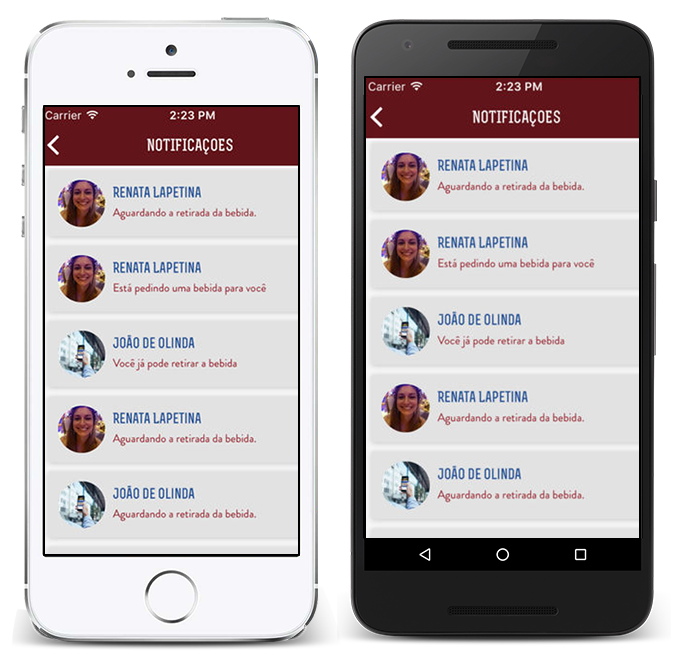 Carrier 2:23 PM
NOTIFICAÇOES
RENATA LAPETINA
Aguardando a retirada da bebida.
RENATA LAPETINA
Está pedindo uma bebida para você
JOÃO DE OLINDA
Você já pode retirar a bebida
RENATA LAPETINA
Aguardando a retirada da bebida.
JOÃO DE OLINDA
Aguardando a retirada da bebida.
Carrier 2:23 PM
NOTIFICAÇOES
RENATA LAPETINA
Aguardando a retirada da bebida.
RENATA LAPETINA
Está pedindo uma bebida para você
JOÃO DE OLINDA
Você já pode retirar a bebida
RENATA LAPETINA
Aguardando a retirada da bebida.
JOÃO DE OLINDA
Aguardando a retirada da bebida.